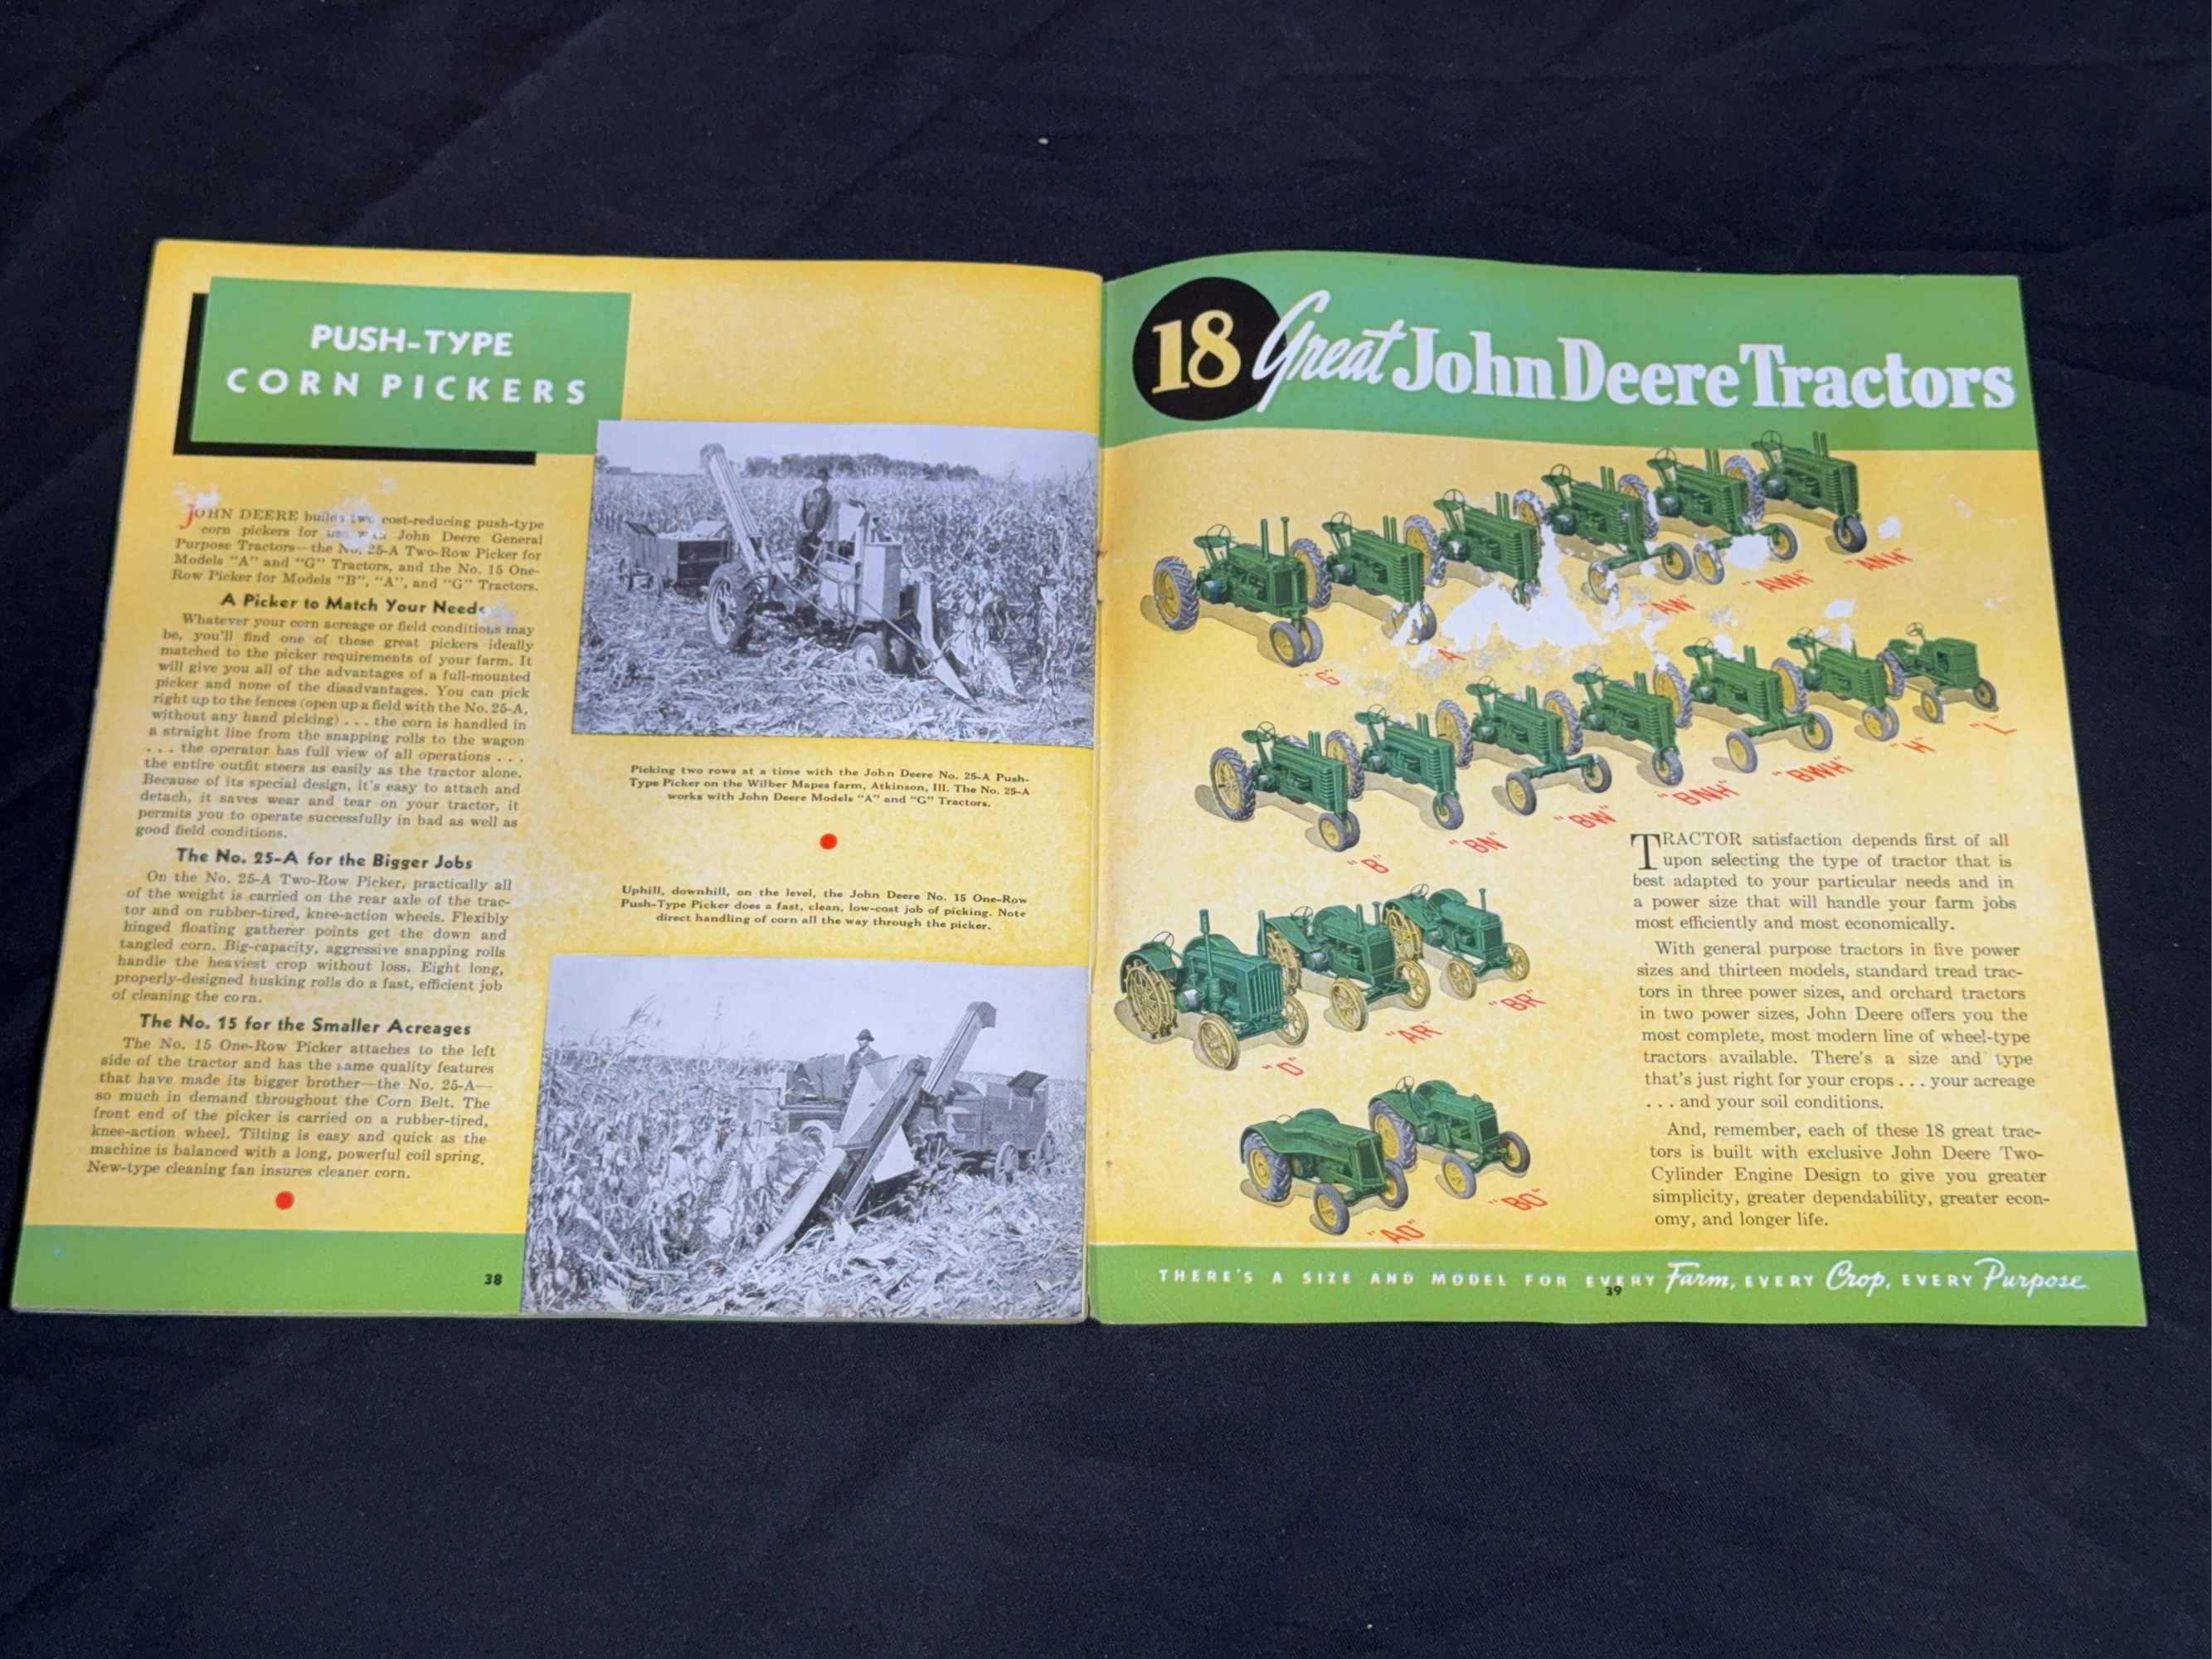 PUSH-TYPE
CORN PICKERS
JOHN DEERE builds two cost-reducing push-type
corn pickers for use with John Deere General
Purpose Tractors—the No. 25-A Two-Row Picker for
Models "A" and "G" Tractors, and the No. 15 One-
Row Picker for Models "B", "A", and "G" Tractors.
A Picker to Match Your Needs
Whatever your corn acreage or field conditions may
be, you'll find one of these great pickers ideally
matched to the picker requirements of your farm. It
will give you all of the advantages of a full-mounted
picker and none of the disadvantages. You can pick
right up to the fences (open up a field with the No. 25-A,
without any hand picking) . . . the corn is handled in
a straight line from the snapping rolls to the wagon
. . . the operator has full view of all operations . . .
the entire outfit steers as easily as the tractor alone.
Because of its special design, it's easy to attach and
detach, it saves wear and tear on your tractor, it
permits you to operate successfully in bad as well as
good field conditions.
The No. 25-A for the Bigger Jobs
On the No. 25-A Two-Row Picker, practically all
of the weight is carried on the rear axle of the trac-
tor and on rubber-tired, knee-action wheels. Flexibly
hinged floating gatherer points get the down and
tangled corn. Big-capacity, aggressive snapping rolls
handle the heaviest crop without loss. Eight long,
properly-designed husking rolls do a fast, efficient job
of cleaning the corn.
The No. 15 for the Smaller Acreages
The No. 15 One-Row Picker attaches to the left
side of the tractor and has the same quality features
that have made its bigger brother—the No. 25-A—
so much in demand throughout the Corn Belt. The
front end of the picker is carried on a rubber-tired,
knee-action wheel. Tilting is easy and quick as the
machine is balanced with a long, powerful coil spring.
New-type cleaning fan insures cleaner corn.
38
Picking two rows at a time with the John Deere No. 25-A Push-
Type Picker on the Wilber Mapes farm, Atkinson, Ill. The No. 25-A
works with John Deere Models "A" and "G" Tractors.
Uphill, downhill, on the level, the John Deere No. 15 One-Row
Push-Type Picker does a fast, clean, low-cost job of picking. Note
direct handling of corn all the way through the picker.
18 Great John Deere Tractors
"G"
A
"AW"
"AWH"
"ANH"
"B"
"BN"
"BW"
"BNH"
"BWH"
"H"
"L"
"D"
"AR"
"BR"
"AO"
"BO"
TRACTOR satisfaction depends first of all
upon selecting the type of tractor that is
best adapted to your particular needs and in
a power size that will handle your farm jobs
most efficiently and most economically.
With general purpose tractors in five power
sizes and thirteen models, standard tread trac-
tors in three power sizes, and orchard tractors
in two power sizes, John Deere offers you the
most complete, most modern line of wheel-type
tractors available. There's a size and type
that's just right for your crops . . . your acreage
. . . and your soil conditions.
And, remember, each of these 18 great trac-
tors is built with exclusive John Deere Two-
Cylinder Engine Design to give you greater
simplicity, greater dependability, greater econ-
omy, and longer life.
THERE'S A SIZE AND MODEL FOR EVERY Farm, EVERY Crop, EVERY Purpose
39